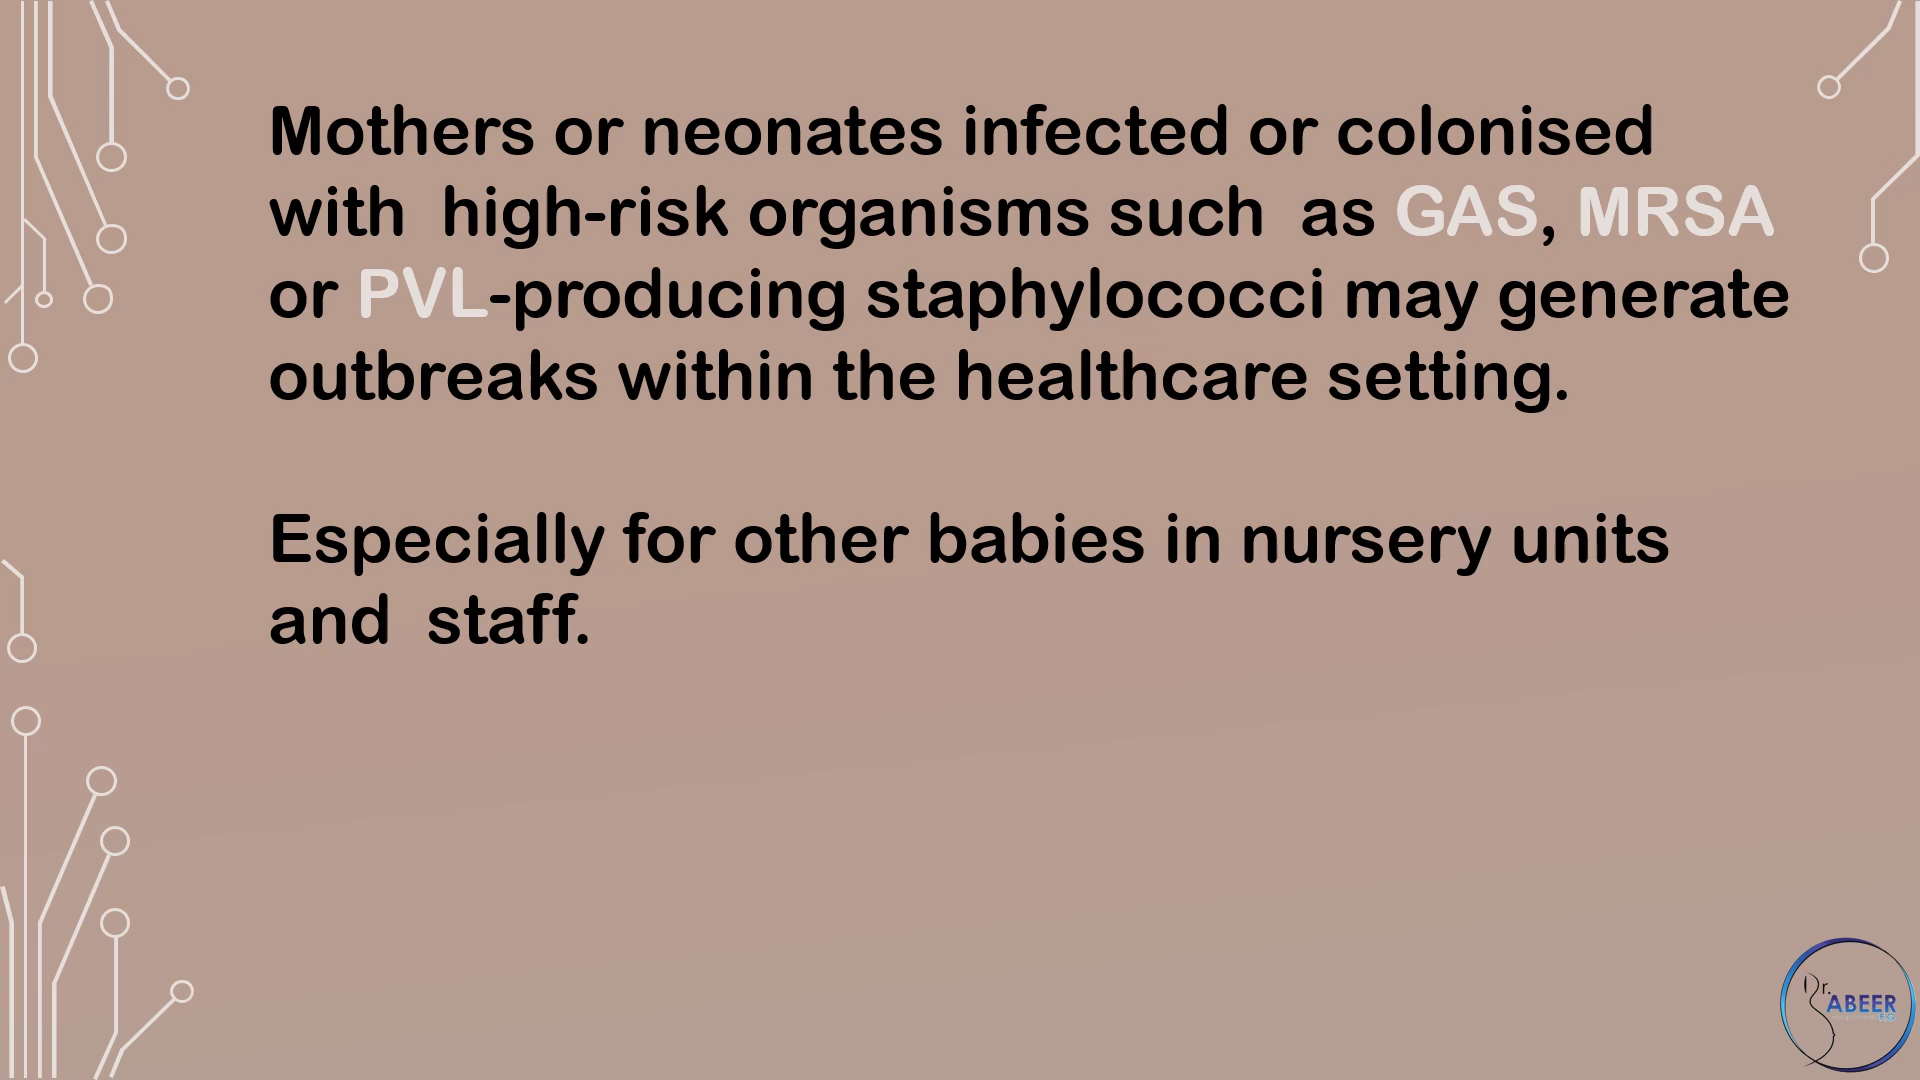 Mothers or neonates infected or colonised
with high-risk organisms such as GAS, MRSA
or PVL-producing staphylococci may generate
outbreaks within the healthcare setting.
Especially for other babies in nursery units
and staff.
Dr.
ABEER
F.G.